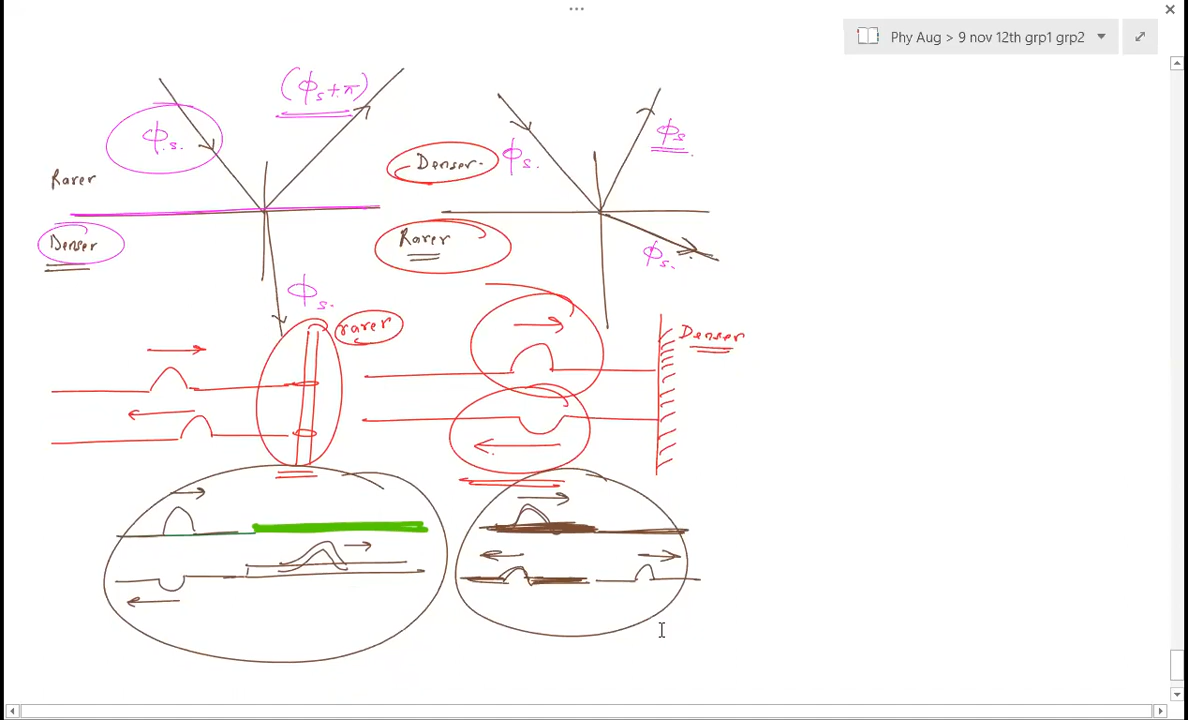 Phy Aug > 9 nov 12th grp1 grp2
(ϕs+π)
ϕs.
Rarer
Denser
ϕs.
Denser.
ϕs.
ϕs.
Rarer
ϕs.
rarer
Denser